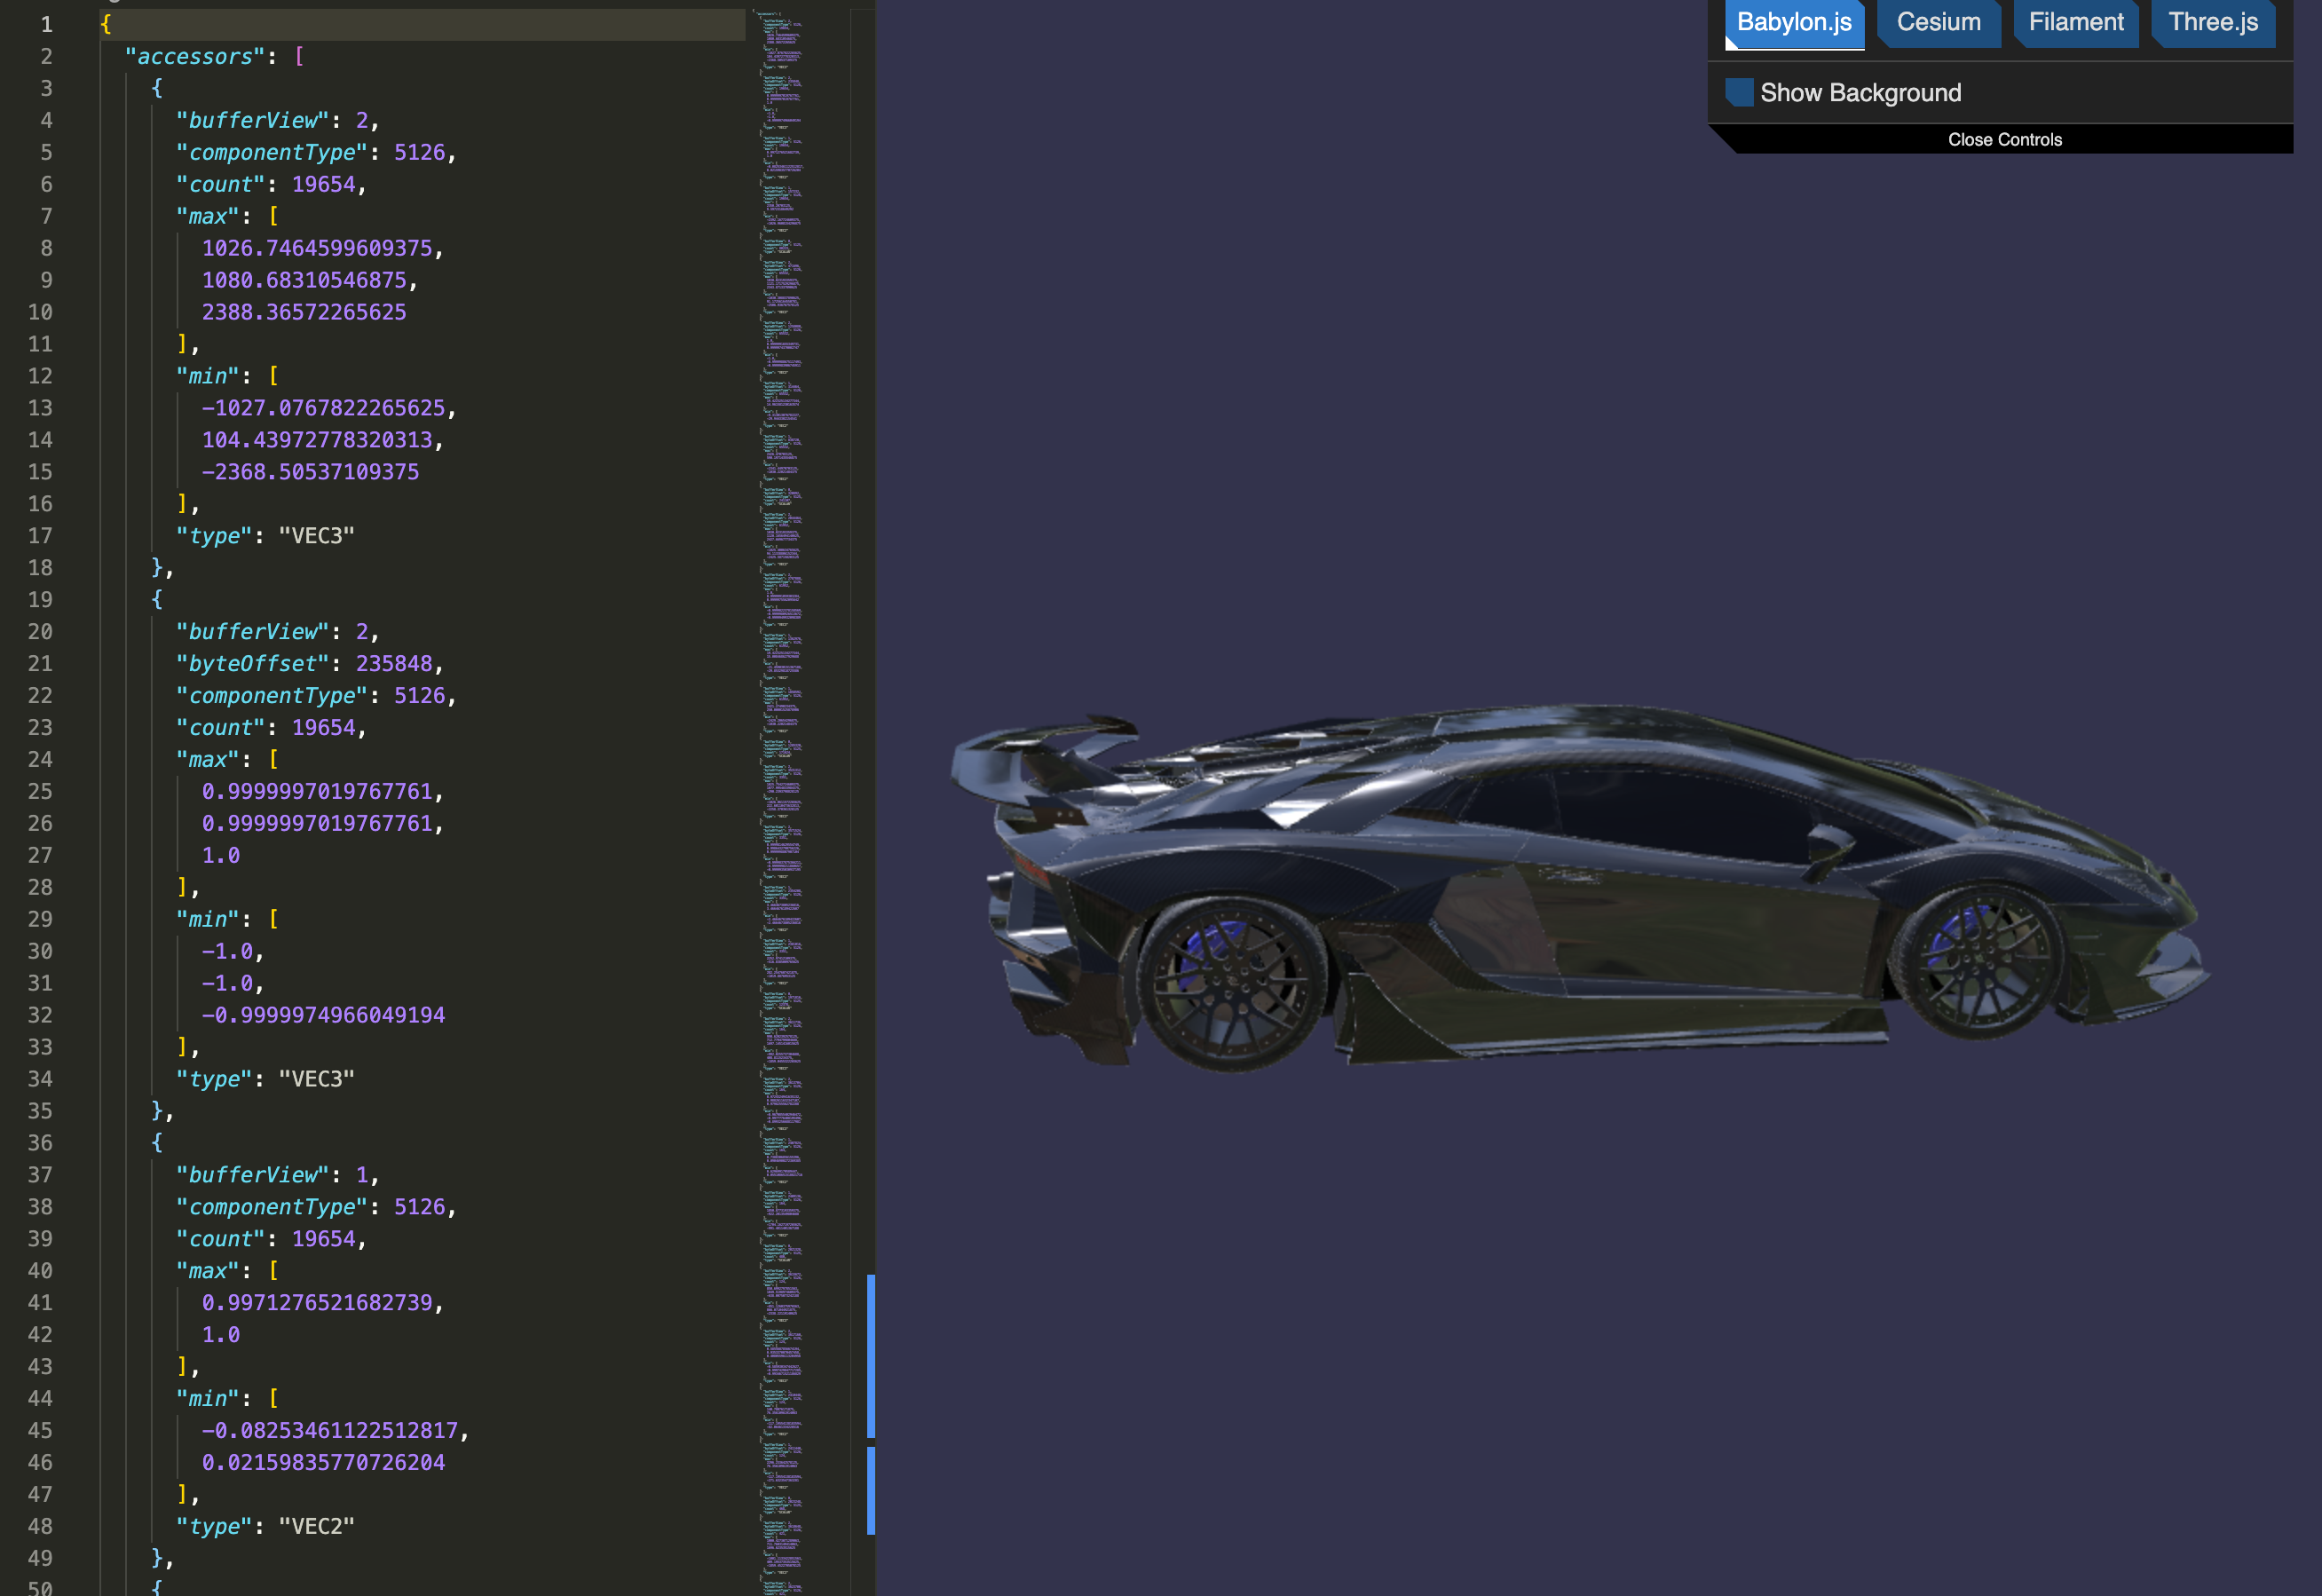 1 {
2 "accessors": [
3 {
4 "bufferView": 2,
5 "componentType": 5126,
6 "count": 19654,
7 "max": [
8 1026.7464599609375,
9 1080.68310546875,
10 2388.36572265625
11 ],
12 "min": [
13 -1027.0767822265625,
14 104.43972778320313,
15 -2368.50537109375
16 ],
17 "type": "VEC3"
18 },
19 {
20 "bufferView": 2,
21 "byteOffset": 235848,
22 "componentType": 5126,
23 "count": 19654,
24 "max": [
25 0.9999997019767761,
26 0.9999997019767761,
27 1.0
28 ],
29 "min": [
30 -1.0,
31 -1.0,
32 -0.9999974966049194
33 ],
34 "type": "VEC3"
35 },
36 {
37 "bufferView": 1,
38 "componentType": 5126,
39 "count": 19654,
40 "max": [
41 0.9971276521682739,
42 1.0
43 ],
44 "min": [
45 -0.08253461122512817,
46 0.02159835770726204
47 ],
48 "type": "VEC2"
49 },
50 {
Babylon.js Cesium Filament Three.js
Show Background
Close Controls